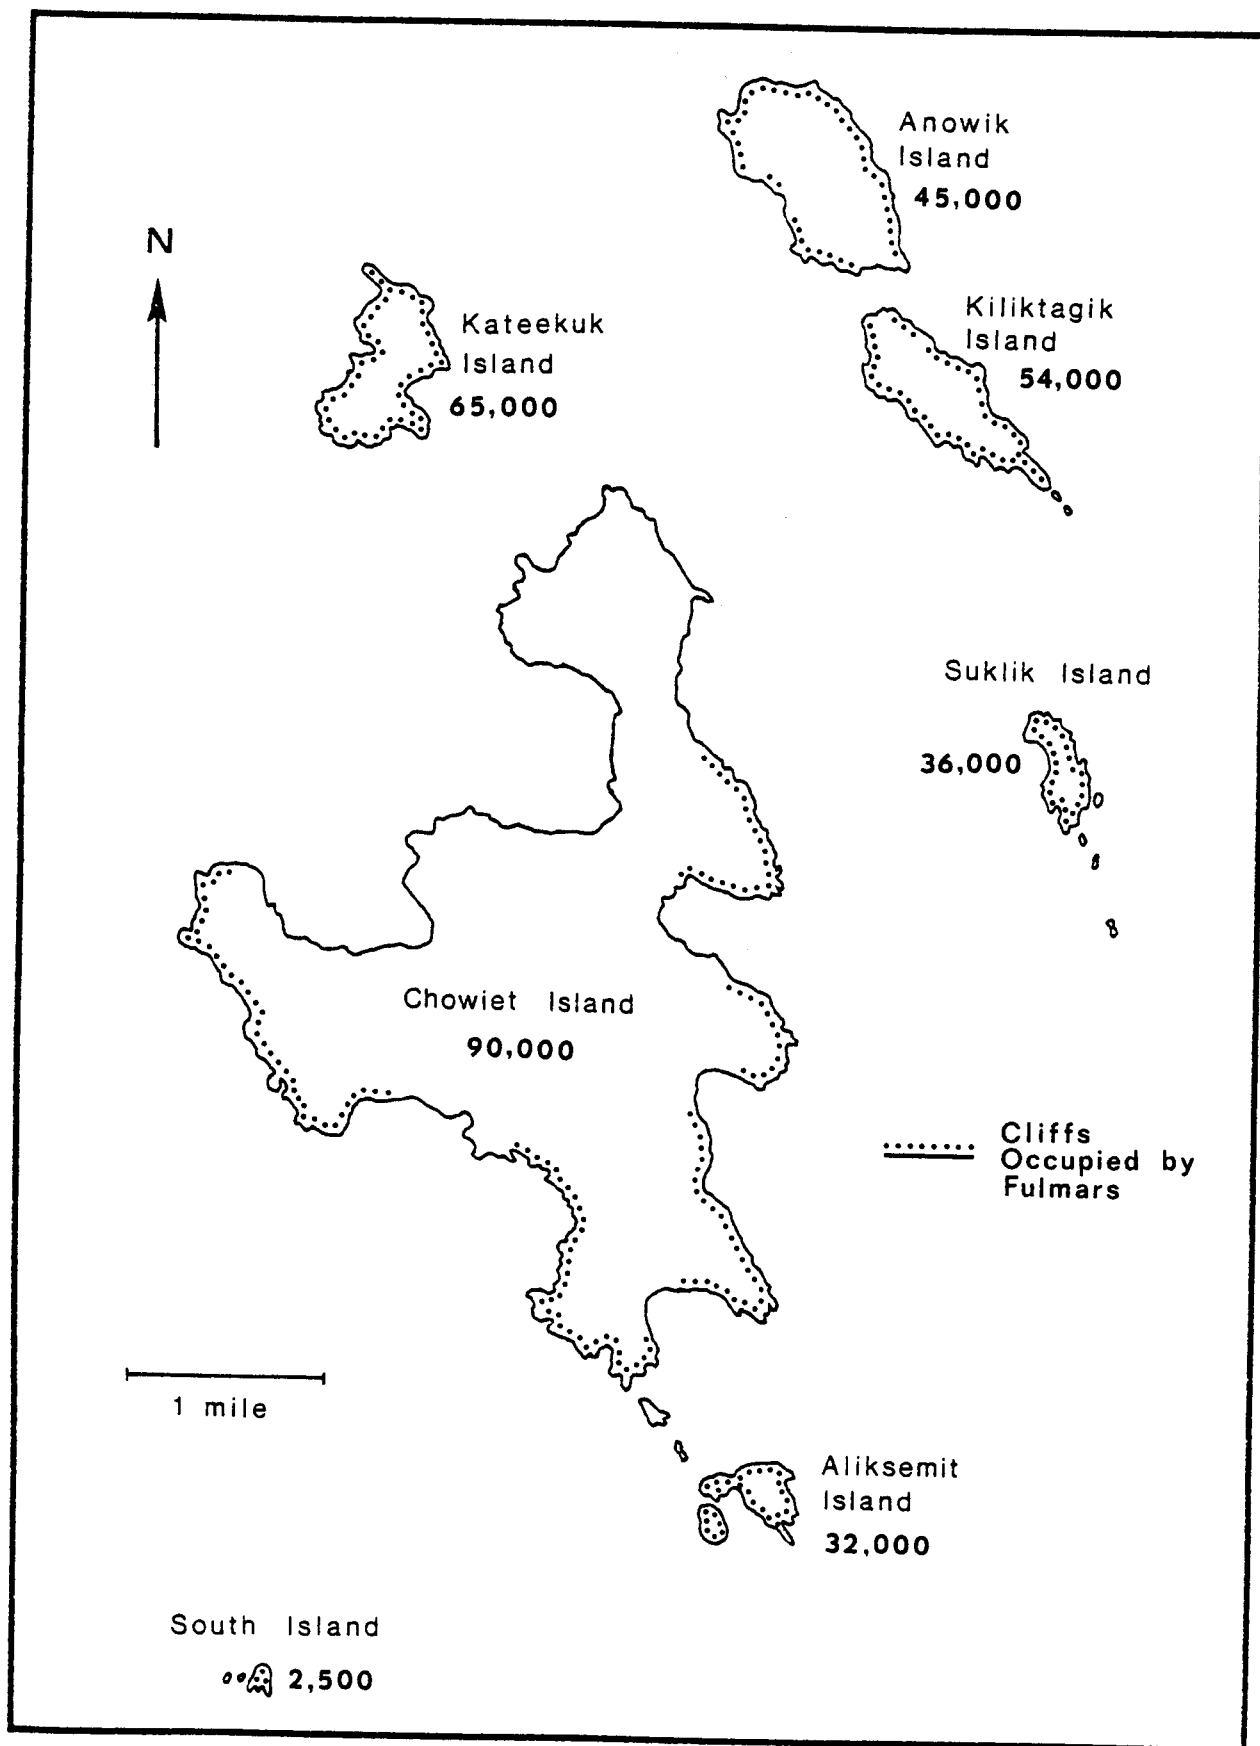 Anowik
Island
45,000
N
Kateekuk
Island
65,000
Kiliktagik
Island
54,000
Suklik Island
36,000
Chowiet Island
90,000
Cliffs
Occupied by
Fulmars
1 mile
Aliksemit
Island
32,000
South Island
2,500